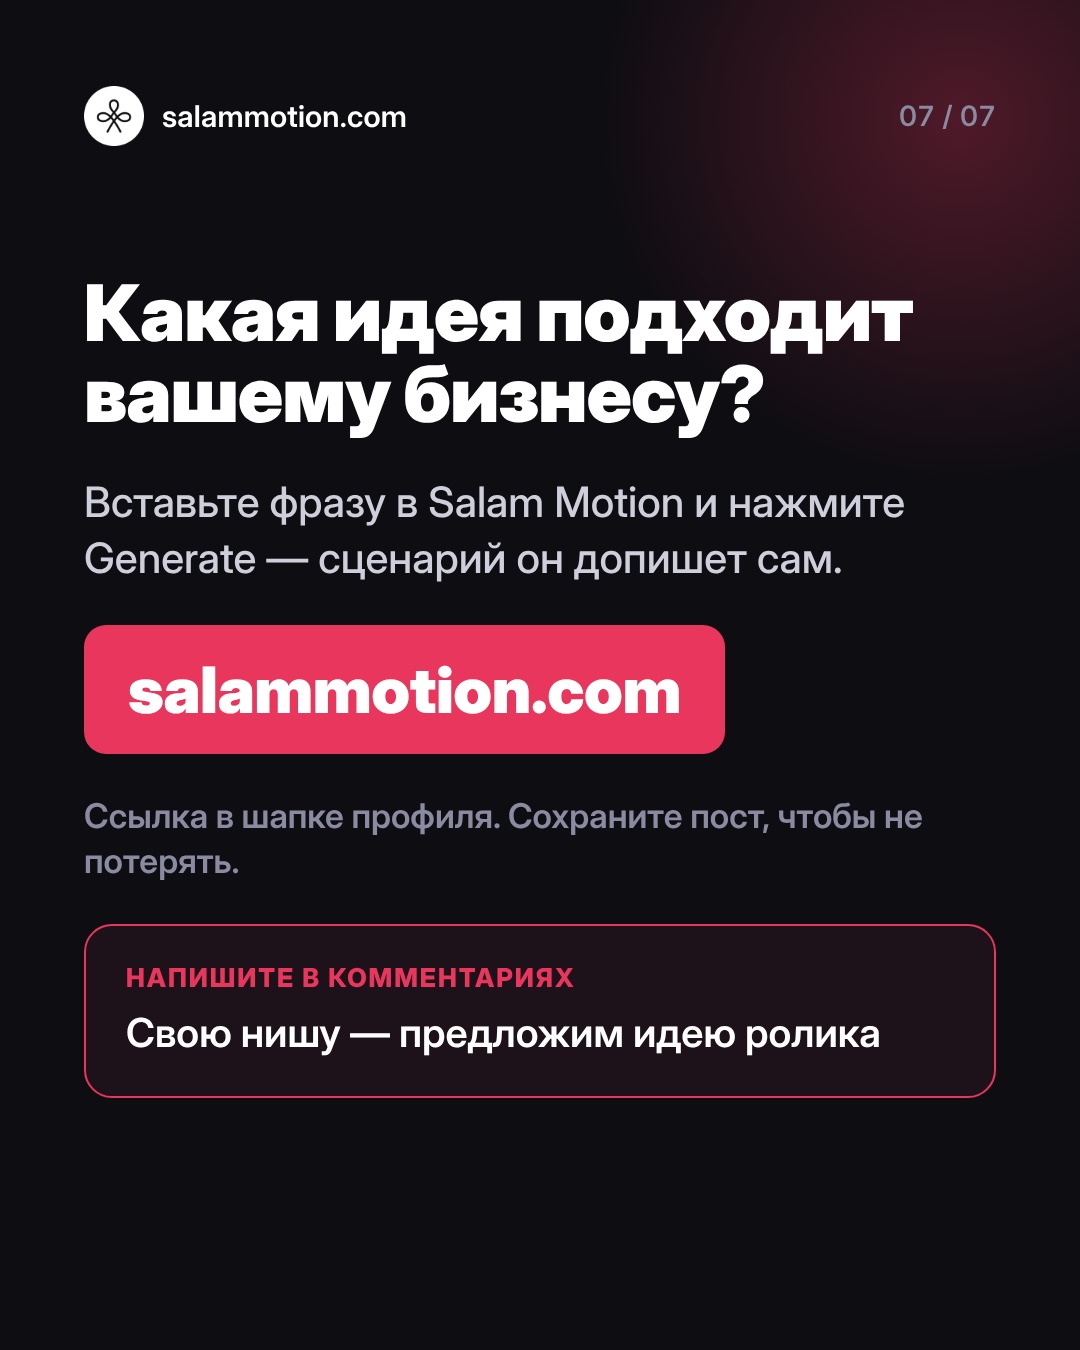 salammotion.com
07 / 07
Какая идея подходит
вашему бизнесу?
Вставьте фразу в Salam Motion и нажмите
Generate — сценарий он допишет сам.
salammotion.com
Ссылка в шапке профиля. Сохраните пост, чтобы не
потерять.
НАПИШИТЕ В КОММЕНТАРИЯХ
Свою нишу — предложим идею ролика